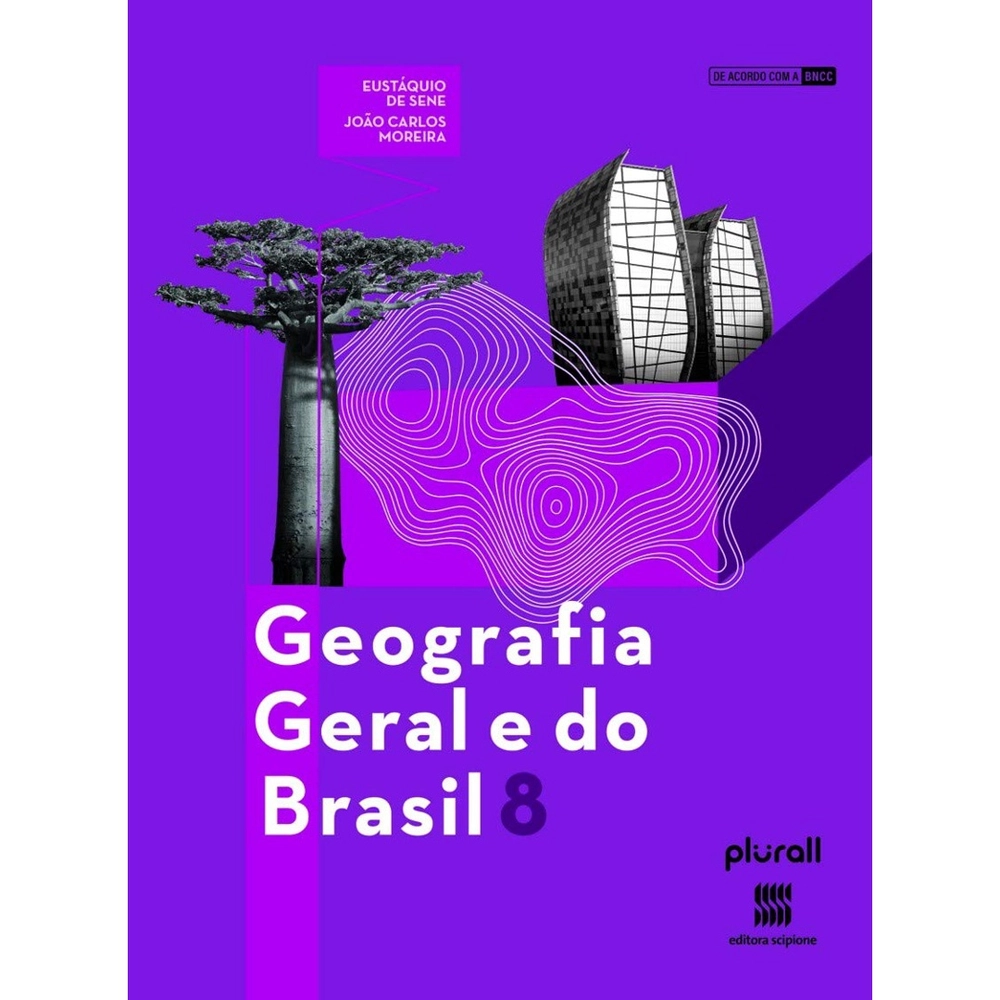 EUSTÁQUIO
DE SENE
JOÃO CARLOS
MOREIRA
DE ACORDO COM A BNCC
Geografia
Geral e do
Brasil 8
plurall
editora scipione